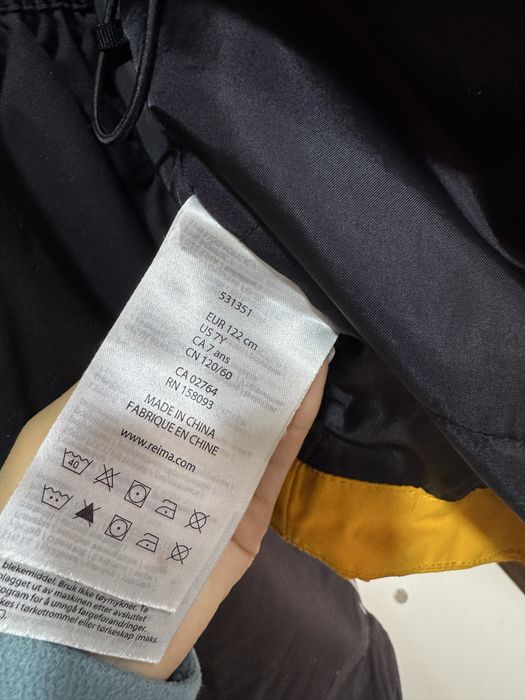 531351
EUR 122 cm
US 7Y
CA 7 ans
CN 120/60
CA 02764
RN 158093
MADE IN CHINA
FABRIQUE EN CHINE
www.reima.com
40
blekemiddel. Bruk ikke tøymykner. Ta
plagget ut av maskinen etter avsluttet
program for å unngå fargeforandringer.
kes i tørketrommel eller tørkeskap (maks.